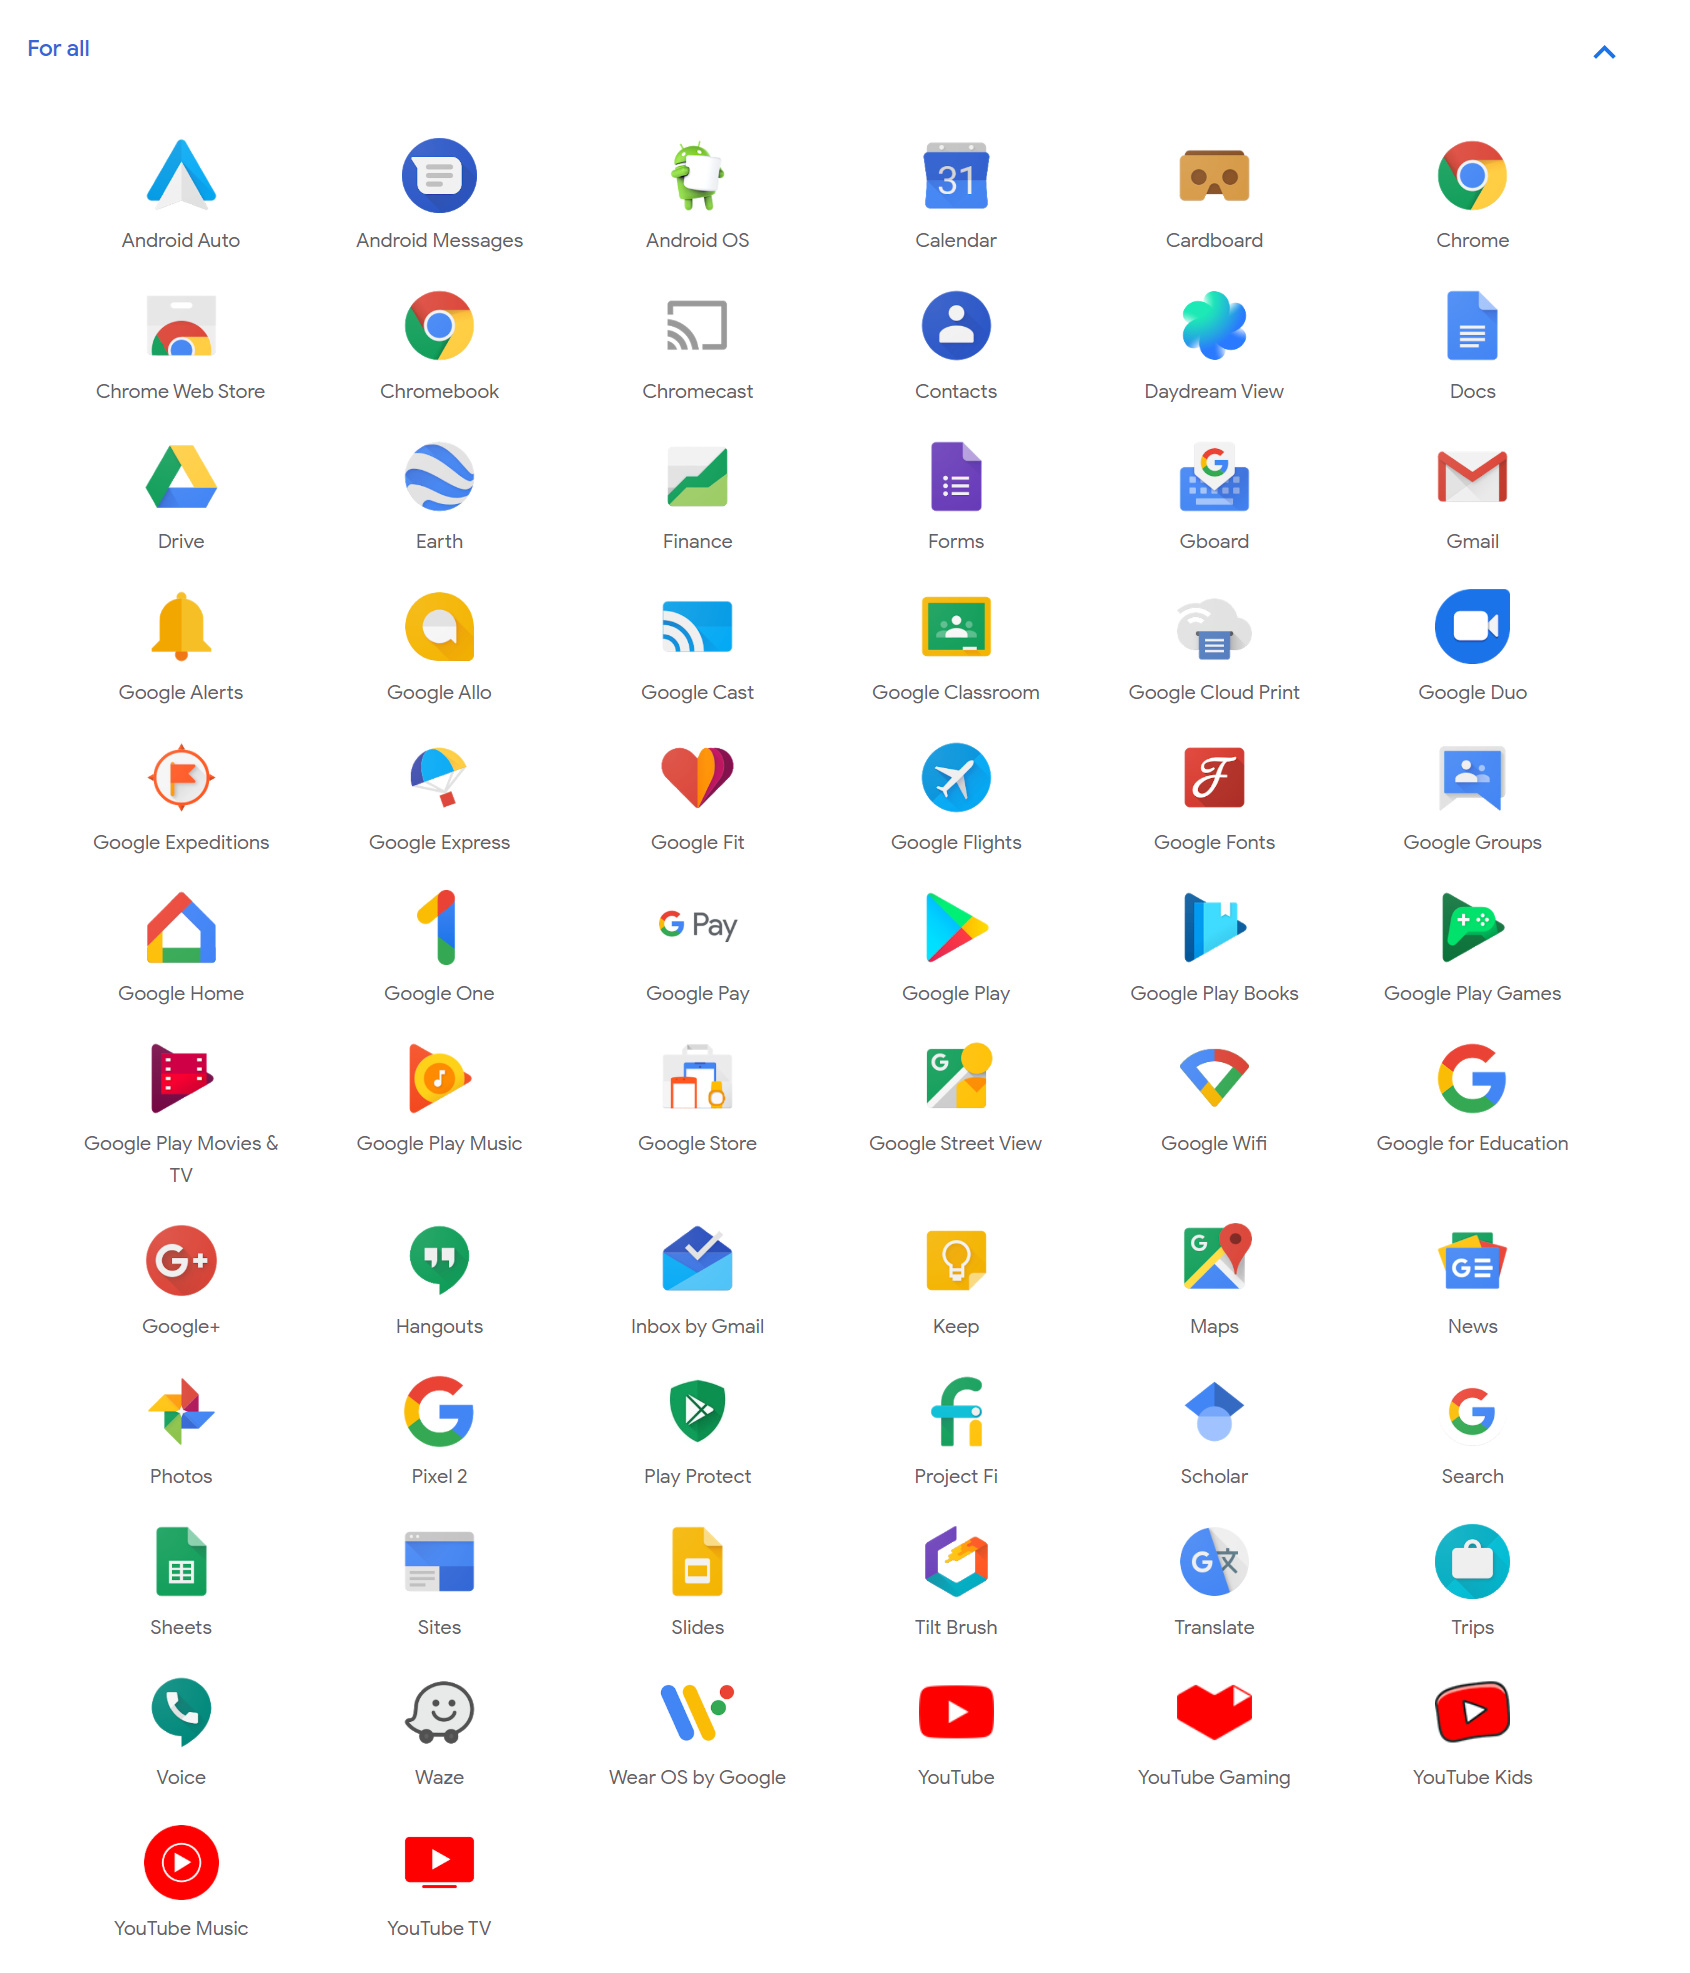 For all
31
Android Auto
Android Messages
Android OS
Calendar
Cardboard
Chrome
Chrome Web Store
Chromebook
Chromecast
Contacts
Daydream View
Docs
G
Drive
Earth
Finance
Forms
Gboard
Gmail
Google Alerts
Google Allo
Google Cast
Google Classroom
Google Cloud Print
Google Duo
F
Google Expeditions
Google Express
Google Fit
Google Flights
Google Fonts
Google Groups
1
G Pay
Google Home
Google One
Google Pay
Google Play
Google Play Books
Google Play Games
G
G
Google Play Movies &
TV
Google Play Music
Google Store
Google Street View
Google Wifi
Google for Education
G+
G
G
Google+
Hangouts
Inbox by Gmail
Keep
Maps
News
G
fi
G
Photos
Pixel 2
Play Protect
Project Fi
Scholar
Search
G文
Sheets
Sites
Slides
Tilt Brush
Translate
Trips
Voice
Waze
Wear OS by Google
YouTube
YouTube Gaming
YouTube Kids
YouTube Music
YouTube TV